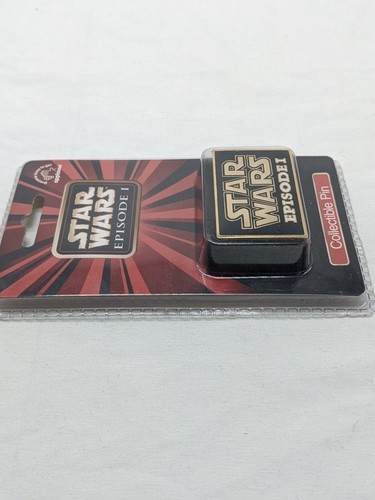 STAR
WARS
EPISODE I
STAR
WARS
EPISODE I
Collectible Pin